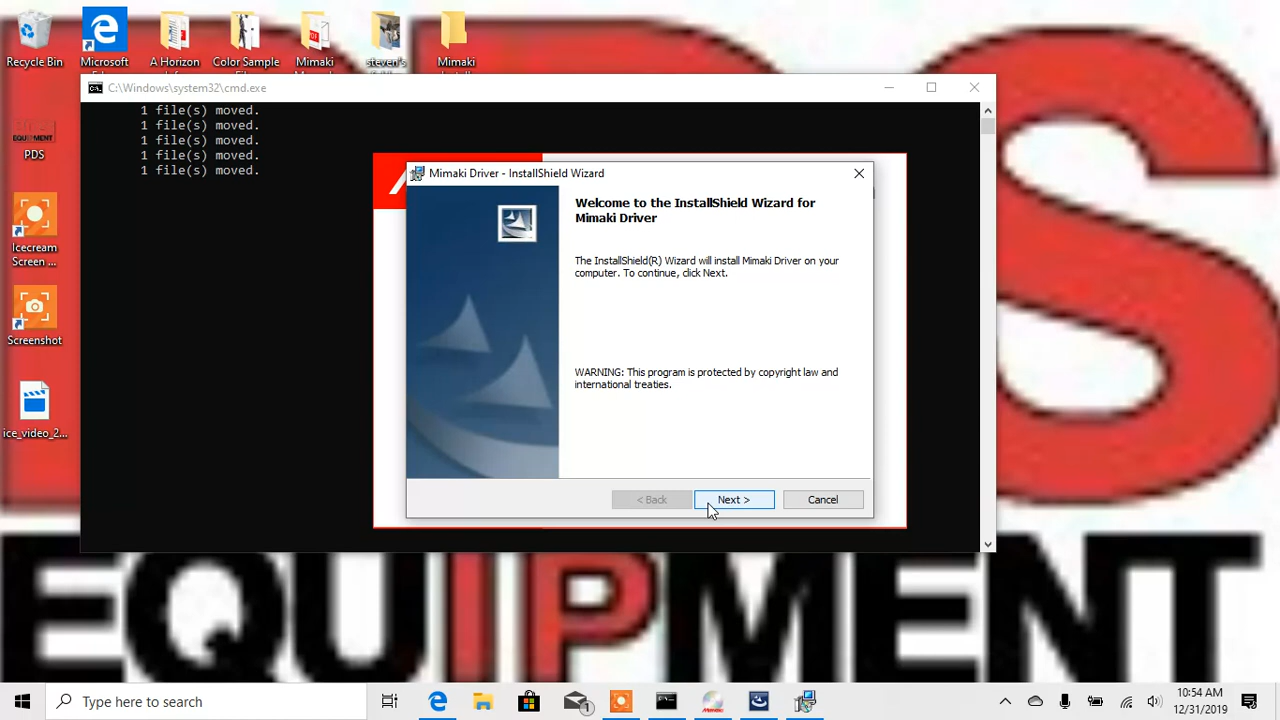 Recycle Bin
Microsoft
A Horizon
Color Sample
Mimaki
steven's
Mimaki
C:\Windows\system32\cmd.exe
1 file(s) moved.
1 file(s) moved.
1 file(s) moved.
1 file(s) moved.
1 file(s) moved.
EQUIPMENT
PDS
Icecream
Screen ...
Screenshot
ice_video_2...
Mimaki Driver - InstallShield Wizard
Welcome to the InstallShield Wizard for
Mimaki Driver
The InstallShield(R) Wizard will install Mimaki Driver on your
computer. To continue, click Next.
WARNING: This program is protected by copyright law and
international treaties.
< Back
Next >
Cancel
EQUIPMENT
Type here to search
1
10:54 AM
12/31/2019